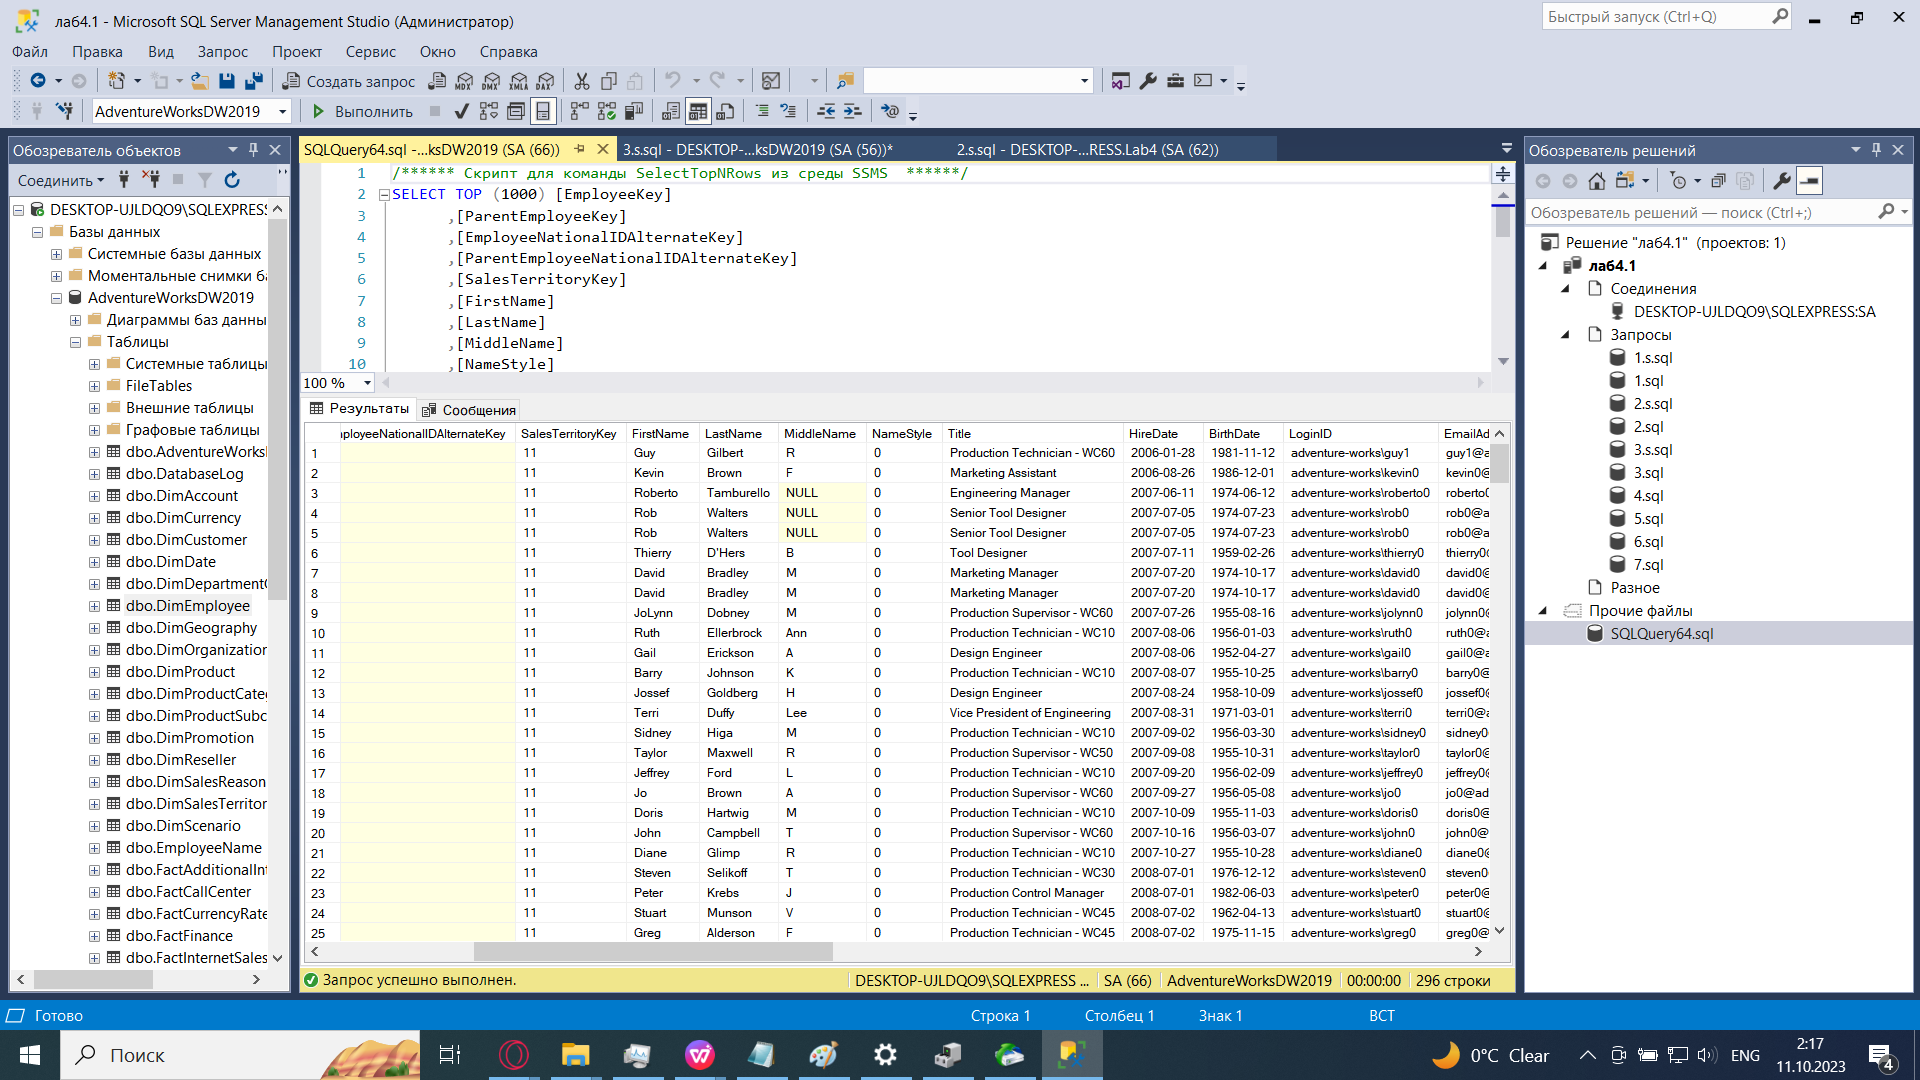 ла64.1 - Microsoft SQL Server Management Studio (Администратор)
Быстрый запуск (Ctrl+Q)
Файл Правка Вид Запрос Проект Сервис Окно Справка
Создать запрос
AdventureWorksDW2019 Выполнить
Обозреватель объектов
Соединить
DESKTOP-UJLDQO9\SQLEXPRESS
Базы данных
Системные базы данных
Моментальные снимки ба
AdventureWorksDW2019
Диаграммы баз данны
Таблицы
Системные таблицы
FileTables
Внешние таблицы
Графовые таблицы
dbo.AdventureWorks
dbo.DatabaseLog
dbo.DimAccount
dbo.DimCurrency
dbo.DimCustomer
dbo.DimDate
dbo.DimDepartment
dbo.DimEmployee
dbo.DimGeography
dbo.DimOrganization
dbo.DimProduct
dbo.DimProductCate
dbo.DimProductSubc
dbo.DimPromotion
dbo.DimReseller
dbo.DimSalesReason
dbo.DimSalesTerritor
dbo.DimScenario
dbo.EmployeeName
dbo.FactAdditionalInt
dbo.FactCallCenter
dbo.FactCurrencyRate
dbo.FactFinance
dbo.FactInternetSales
SQLQuery64.sql -...ksDW2019 (SA (66)) 3.s.sql - DESKTOP-...ksDW2019 (SA (56))* 2.s.sql - DESKTOP-...RESS.Lab4 (SA (62))
1 /****** Скрипт для команды SelectTopNRows из среды SSMS ******/
2 SELECT TOP (1000) [EmployeeKey]
3 ,[ParentEmployeeKey]
4 ,[EmployeeNationalIDAlternateKey]
5 ,[ParentEmployeeNationalIDAlternateKey]
6 ,[SalesTerritoryKey]
7 ,[FirstName]
8 ,[LastName]
9 ,[MiddleName]
10 ,[NameStyle]
100 %
Результаты Сообщения
ployeeNationalIDAlternateKey SalesTerritoryKey FirstName LastName MiddleName NameStyle Title HireDate BirthDate LoginID EmailAd
1 11 Guy Gilbert R 0 Production Technician - WC60 2006-01-28 1981-11-12 adventure-works\guy1 guy1@a
2 11 Kevin Brown F 0 Marketing Assistant 2006-08-26 1986-12-01 adventure-works\kevin0 kevin0@
3 11 Roberto Tamburello NULL 0 Engineering Manager 2007-06-11 1974-06-12 adventure-works\roberto0 roberto0
4 11 Rob Walters NULL 0 Senior Tool Designer 2007-07-05 1974-07-23 adventure-works\rob0 rob0@a
5 11 Rob Walters NULL 0 Senior Tool Designer 2007-07-05 1974-07-23 adventure-works\rob0 rob0@a
6 11 Thierry D'Hers B 0 Tool Designer 2007-07-11 1959-02-26 adventure-works\thierry0 thierry0
7 11 David Bradley M 0 Marketing Manager 2007-07-20 1974-10-17 adventure-works\david0 david0@
8 11 David Bradley M 0 Marketing Manager 2007-07-20 1974-10-17 adventure-works\david0 david0@
9 11 JoLynn Dobney M 0 Production Supervisor - WC60 2007-07-26 1955-08-16 adventure-works\jolynn0 jolynn0@
10 11 Ruth Ellerbrock Ann 0 Production Technician - WC10 2007-08-06 1956-01-03 adventure-works\ruth0 ruth0@a
11 11 Gail Erickson A 0 Design Engineer 2007-08-06 1952-04-27 adventure-works\gail0 gail0@a
12 11 Barry Johnson K 0 Production Technician - WC10 2007-08-07 1955-10-25 adventure-works\barry0 barry0@
13 11 Jossef Goldberg H 0 Design Engineer 2007-08-24 1958-10-09 adventure-works\jossef0 jossef0@
14 11 Terri Duffy Lee 0 Vice President of Engineering 2007-08-31 1971-03-01 adventure-works\terri0 terri0@a
15 11 Sidney Higa M 0 Production Technician - WC10 2007-09-02 1956-03-30 adventure-works\sidney0 sidney0
16 11 Taylor Maxwell R 0 Production Supervisor - WC50 2007-09-08 1955-10-31 adventure-works\taylor0 taylor0@
17 11 Jeffrey Ford L 0 Production Technician - WC10 2007-09-20 1956-02-09 adventure-works\jeffrey0 jeffrey0@
18 11 Jo Brown A 0 Production Supervisor - WC60 2007-09-27 1956-05-08 adventure-works\jo0 jo0@ad
19 11 Doris Hartwig M 0 Production Technician - WC10 2007-10-09 1955-11-03 adventure-works\doris0 doris0@
20 11 John Campbell T 0 Production Supervisor - WC60 2007-10-16 1956-03-07 adventure-works\john0 john0@
21 11 Diane Glimp R 0 Production Technician - WC10 2007-10-27 1955-10-28 adventure-works\diane0 diane0@
22 11 Steven Selikoff T 0 Production Technician - WC30 2008-07-01 1976-12-12 adventure-works\steven0 steven0
23 11 Peter Krebs J 0 Production Control Manager 2008-07-01 1982-06-03 adventure-works\peter0 peter0@
24 11 Stuart Munson V 0 Production Technician - WC45 2008-07-02 1962-04-13 adventure-works\stuart0 stuart0@
25 11 Greg Alderson F 0 Production Technician - WC45 2008-07-02 1975-11-15 adventure-works\greg0 greg0@
Запрос успешно выполнен. DESKTOP-UJLDQO9\SQLEXPRESS ... SA (66) AdventureWorksDW2019 00:00:00 296 строки
Обозреватель решений
Обозреватель решений — поиск (Ctrl+;)
Решение "ла64.1" (проектов: 1)
ла64.1
Соединения
DESKTOP-UJLDQO9\SQLEXPRESS:SA
Запросы
1.s.sql
1.sql
2.s.sql
2.sql
3.s.sql
3.sql
4.sql
5.sql
6.sql
7.sql
Разное
Прочие файлы
SQLQuery64.sql
Готово Строка 1 Столбец 1 Знак 1 ВСТ
Поиск
0°C Clear
ENG
2:17
11.10.2023
4